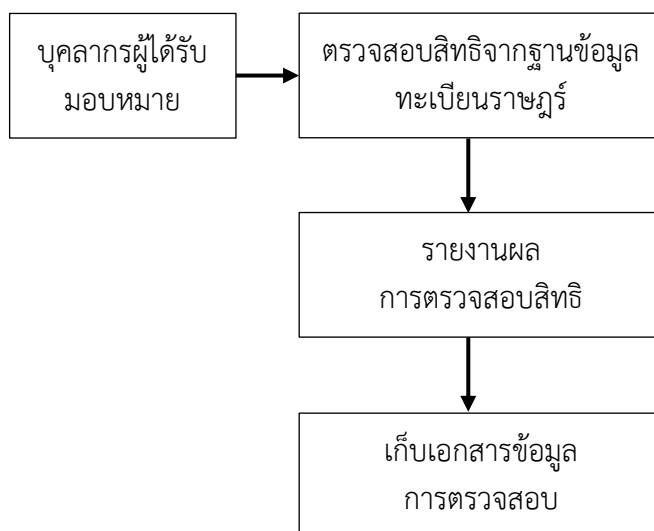 บุคลากรผู้ได้รับ
มอบหมาย
ตรวจสอบสิทธิจากฐานข้อมูล
ทะเบียนราษฎร์
รายงานผล
การตรวจสอบสิทธิ
เก็บเอกสารข้อมูล
การตรวจสอบ